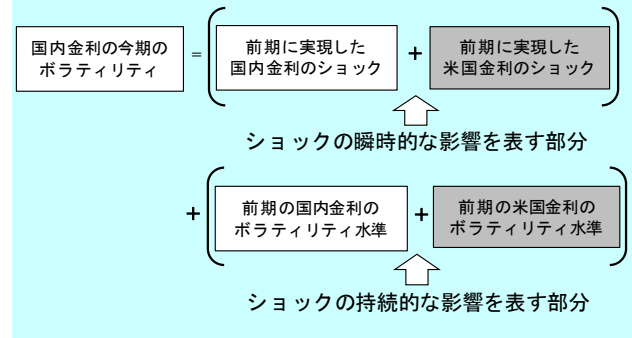 国内金利の今期の
ボラティリティ
=
前期に実現した
国内金利のショック
+
前期に実現した
米国金利のショック
ショックの瞬時的な影響を表す部分
+
前期の国内金利の
ボラティリティ水準
+
前期の米国金利の
ボラティリティ水準
ショックの持続的な影響を表す部分